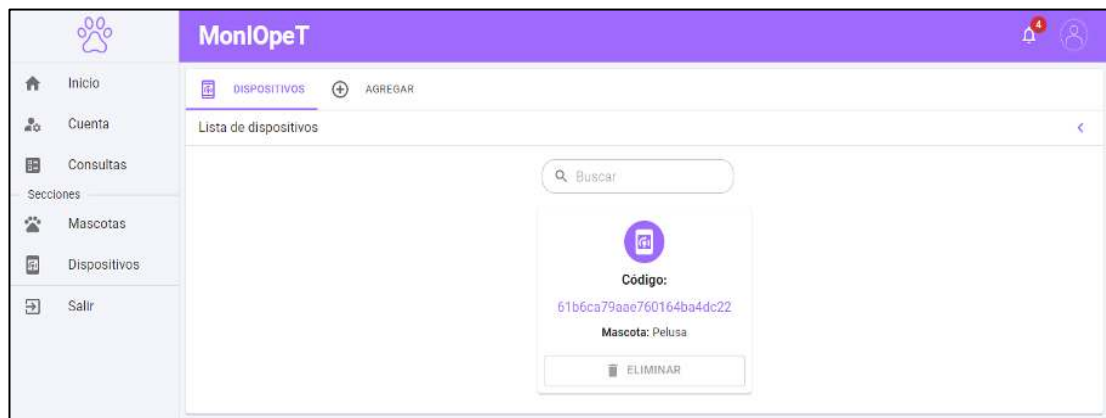 MonIOpeT
4
Inicio
Cuenta
Consultas
Secciones
Mascotas
Dispositivos
Salir
DISPOSITIVOS
AGREGAR
Lista de dispositivos
Buscar
Código:
61b6ca79aae760164ba4dc22
Mascota: Pelusa
ELIMINAR